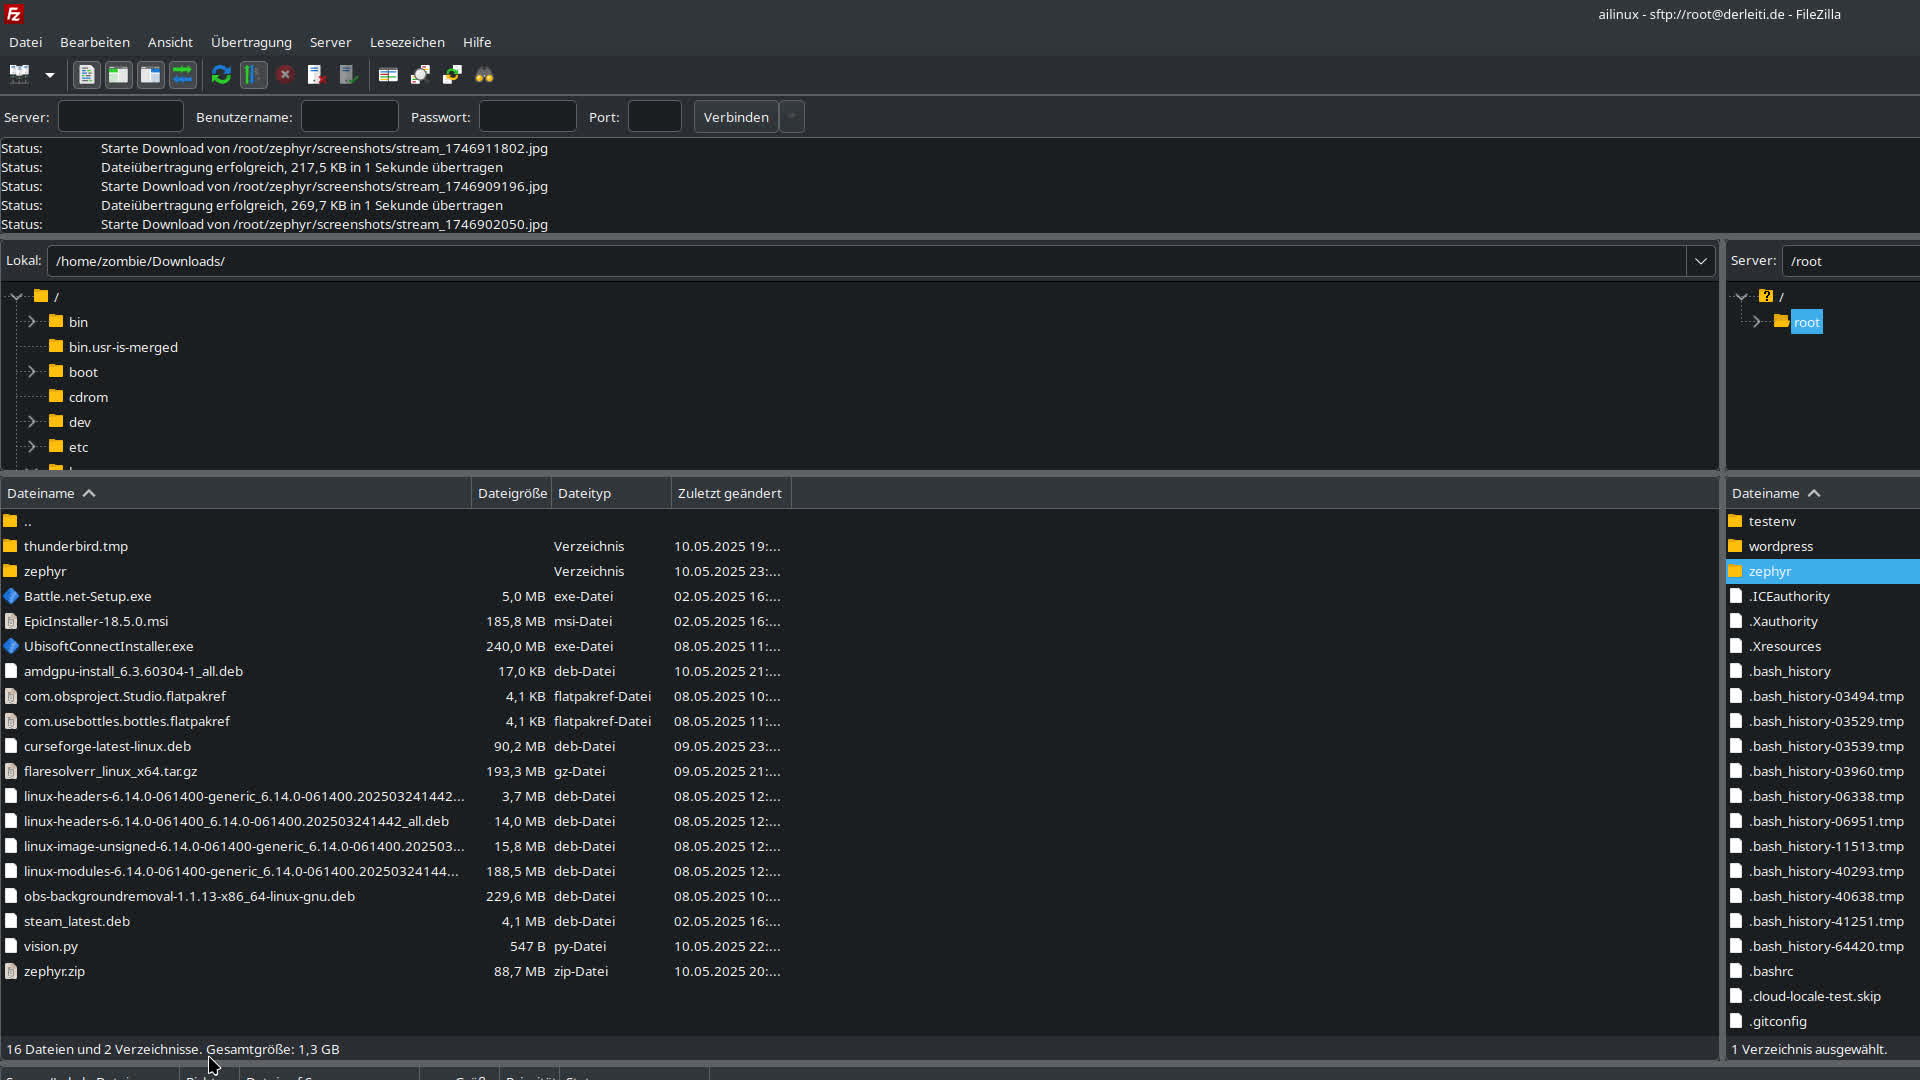 Fz
ailinux - sftp://root@derleiti.de - FileZilla
Datei Bearbeiten Ansicht Übertragung Server Lesezeichen Hilfe
Server: Benutzername: Passwort: Port: Verbinden
Status: Starte Download von /root/zephyr/screenshots/stream_1746911802.jpg
Status: Dateiübertragung erfolgreich, 217,5 KB in 1 Sekunde übertragen
Status: Starte Download von /root/zephyr/screenshots/stream_1746909196.jpg
Status: Dateiübertragung erfolgreich, 269,7 KB in 1 Sekunde übertragen
Status: Starte Download von /root/zephyr/screenshots/stream_1746902050.jpg
Lokal: /home/zombie/Downloads/
/
bin
bin.usr-is-merged
boot
cdrom
dev
etc
Server: /root
? /
root
Dateiname Dateigröße Dateityp Zuletzt geändert
..
thunderbird.tmp Verzeichnis 10.05.2025 19:...
zephyr Verzeichnis 10.05.2025 23:...
Battle.net-Setup.exe 5,0 MB exe-Datei 02.05.2025 16:...
EpicInstaller-18.5.0.msi 185,8 MB msi-Datei 02.05.2025 16:...
UbisoftConnectInstaller.exe 240,0 MB exe-Datei 08.05.2025 11:...
amdgpu-install_6.3.60304-1_all.deb 17,0 KB deb-Datei 10.05.2025 21:...
com.obsproject.Studio.flatpakref 4,1 KB flatpakref-Datei 08.05.2025 10:...
com.usebottles.bottles.flatpakref 4,1 KB flatpakref-Datei 08.05.2025 11:...
curseforge-latest-linux.deb 90,2 MB deb-Datei 09.05.2025 23:...
flaresolverr_linux_x64.tar.gz 193,3 MB gz-Datei 09.05.2025 21:...
linux-headers-6.14.0-061400-generic_6.14.0-061400.202503241442... 3,7 MB deb-Datei 08.05.2025 12:...
linux-headers-6.14.0-061400_6.14.0-061400.202503241442_all.deb 14,0 MB deb-Datei 08.05.2025 12:...
linux-image-unsigned-6.14.0-061400-generic_6.14.0-061400.202503... 15,8 MB deb-Datei 08.05.2025 12:...
linux-modules-6.14.0-061400-generic_6.14.0-061400.20250324144... 188,5 MB deb-Datei 08.05.2025 12:...
obs-backgroundremoval-1.1.13-x86_64-linux-gnu.deb 229,6 MB deb-Datei 08.05.2025 10:...
steam_latest.deb 4,1 MB deb-Datei 02.05.2025 16:...
vision.py 547 B py-Datei 10.05.2025 22:...
zephyr.zip 88,7 MB zip-Datei 10.05.2025 20:...
16 Dateien und 2 Verzeichnisse. Gesamtgröße: 1,3 GB
Dateiname
testenv
wordpress
zephyr
.ICEauthority
.Xauthority
.Xresources
.bash_history
.bash_history-03494.tmp
.bash_history-03529.tmp
.bash_history-03539.tmp
.bash_history-03960.tmp
.bash_history-06338.tmp
.bash_history-06951.tmp
.bash_history-11513.tmp
.bash_history-40293.tmp
.bash_history-40638.tmp
.bash_history-41251.tmp
.bash_history-64420.tmp
.bashrc
.cloud-locale-test.skip
.gitconfig
1 Verzeichnis ausgewählt.